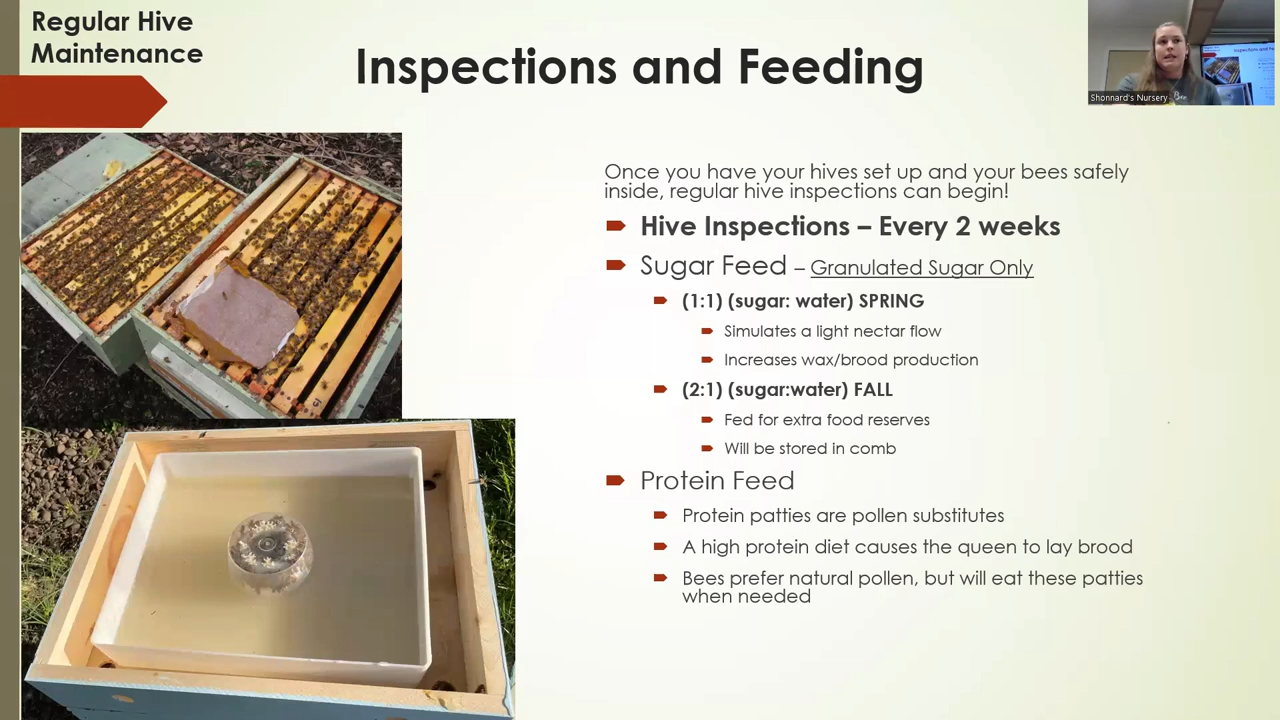 Regular Hive
Maintenance
Inspections and Feeding
Shonnard's Nursery
Once you have your hives set up and your bees safely
inside, regular hive inspections can begin!
Hive Inspections – Every 2 weeks
Sugar Feed – Granulated Sugar Only
(1:1) (sugar: water) SPRING
Simulates a light nectar flow
Increases wax/brood production
(2:1) (sugar:water) FALL
Fed for extra food reserves
Will be stored in comb
Protein Feed
Protein patties are pollen substitutes
A high protein diet causes the queen to lay brood
Bees prefer natural pollen, but will eat these patties
when needed